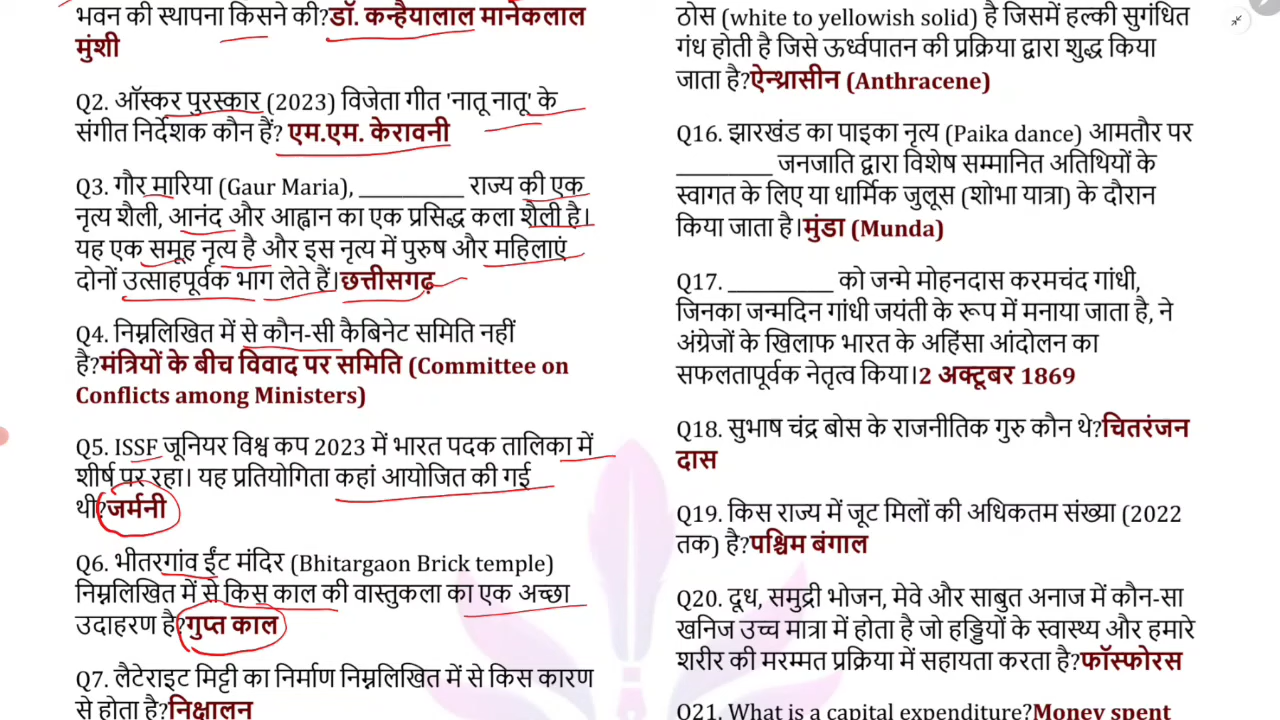 भवन की स्थापना किसने की?डॉ. कन्हैयालाल मानेकलाल
मुंशी
Q2. ऑस्कर पुरस्कार (2023) विजेता गीत 'नातू नातू' के
संगीत निर्देशक कौन हैं? एम.एम. केरावनी
Q3. गौर मारिया (Gaur Maria), __________ राज्य की एक
नृत्य शैली, आनंद और आह्वान का एक प्रसिद्ध कला शैली है।
यह एक समूह नृत्य है और इस नृत्य में पुरुष और महिलाएं
दोनों उत्साहपूर्वक भाग लेते हैं।छत्तीसगढ़
Q4. निम्नलिखित में से कौन-सी कैबिनेट समिति नहीं
है?मंत्रियों के बीच विवाद पर समिति (Committee on
Conflicts among Ministers)
Q5. ISSF जूनियर विश्व कप 2023 में भारत पदक तालिका में
शीर्ष पर रहा। यह प्रतियोगिता कहां आयोजित की गई
थी?जर्मनी
Q6. भीतरगांव ईंट मंदिर (Bhitargaon Brick temple)
निम्नलिखित में से किस काल की वास्तुकला का एक अच्छा
उदाहरण है?गुप्त काल
Q7. लैटेराइट मिट्टी का निर्माण निम्नलिखित में से किस कारण
से होता है?निक्षालन
ठोस (white to yellowish solid) है जिसमें हल्की सुगंधित
गंध होती है जिसे ऊर्ध्वपातन की प्रक्रिया द्वारा शुद्ध किया
जाता है?ऐन्थ्रासीन (Anthracene)
Q16. झारखंड का पाइका नृत्य (Paika dance) आमतौर पर
_________ जनजाति द्वारा विशेष सम्मानित अतिथियों के
स्वागत के लिए या धार्मिक जुलूस (शोभा यात्रा) के दौरान
किया जाता है।मुंडा (Munda)
Q17. __________ को जन्मे मोहनदास करमचंद गांधी,
जिनका जन्मदिन गांधी जयंती के रूप में मनाया जाता है, ने
अंग्रेजों के खिलाफ भारत के अहिंसा आंदोलन का
सफलतापूर्वक नेतृत्व किया।2 अक्टूबर 1869
Q18. सुभाष चंद्र बोस के राजनीतिक गुरु कौन थे?चितरंजन
दास
Q19. किस राज्य में जूट मिलों की अधिकतम संख्या (2022
तक) है?पश्चिम बंगाल
Q20. दूध, समुद्री भोजन, मेवे और साबुत अनाज में कौन-सा
खनिज उच्च मात्रा में होता है जो हड्डियों के स्वास्थ्य और हमारे
शरीर की मरम्मत प्रक्रिया में सहायता करता है?फॉस्फोरस
Q21. What is a capital expenditure?Money spent